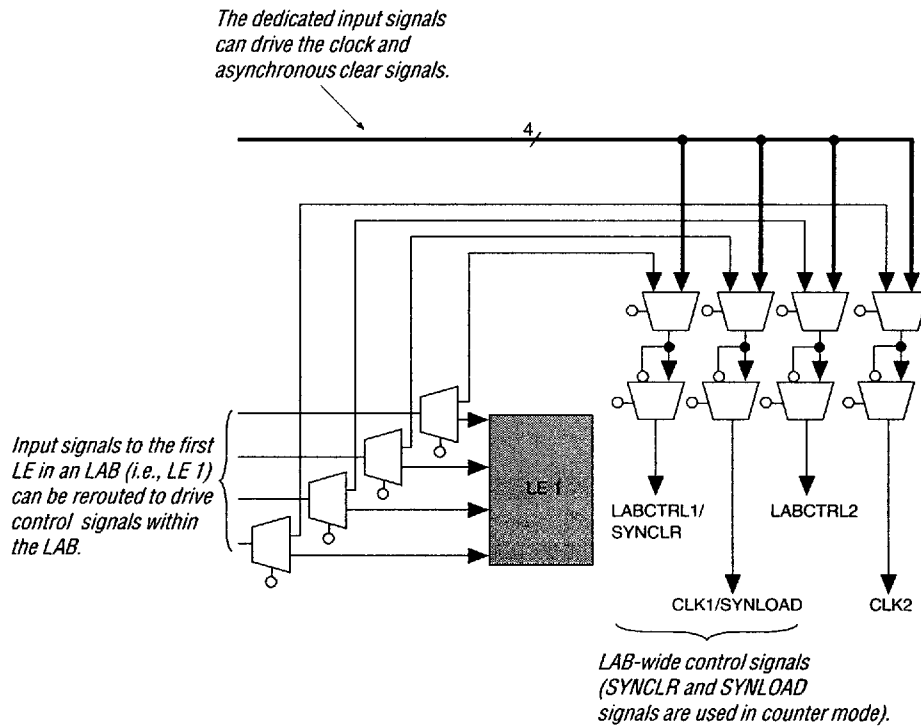 The dedicated input signals
can drive the clock and
asynchronous clear signals.
4
Input signals to the first
LE in an LAB (i.e., LE 1)
can be rerouted to drive
control signals within
the LAB.
LE 1
LABCTRL1/
SYNCLR
LABCTRL2
CLK1/SYNLOAD
CLK2
LAB-wide control signals
(SYNCLR and SYNLOAD
signals are used in counter mode).